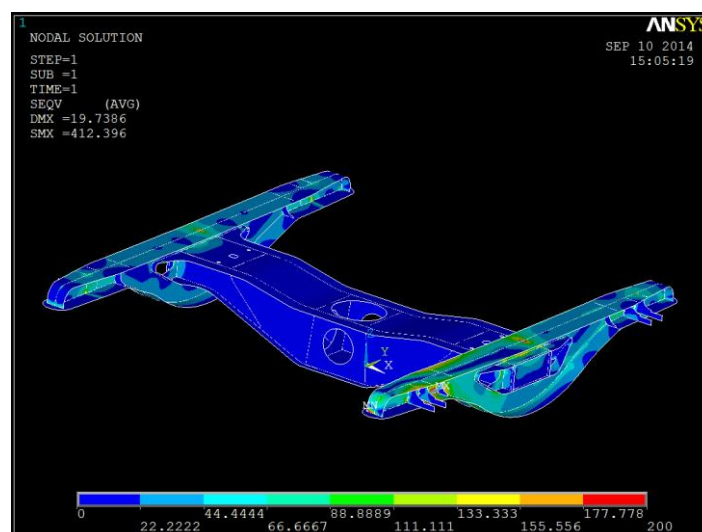 1
NODAL SOLUTION
STEP=1
SUB =1
TIME=1
SEQV (AVG)
DMX =19.7386
SMX =412.396
ANSYS
SEP 10 2014
15:05:19
Z
Y
X
MN
0
22.2222
44.4444
66.6667
88.8889
111.111
133.333
155.556
177.778
200